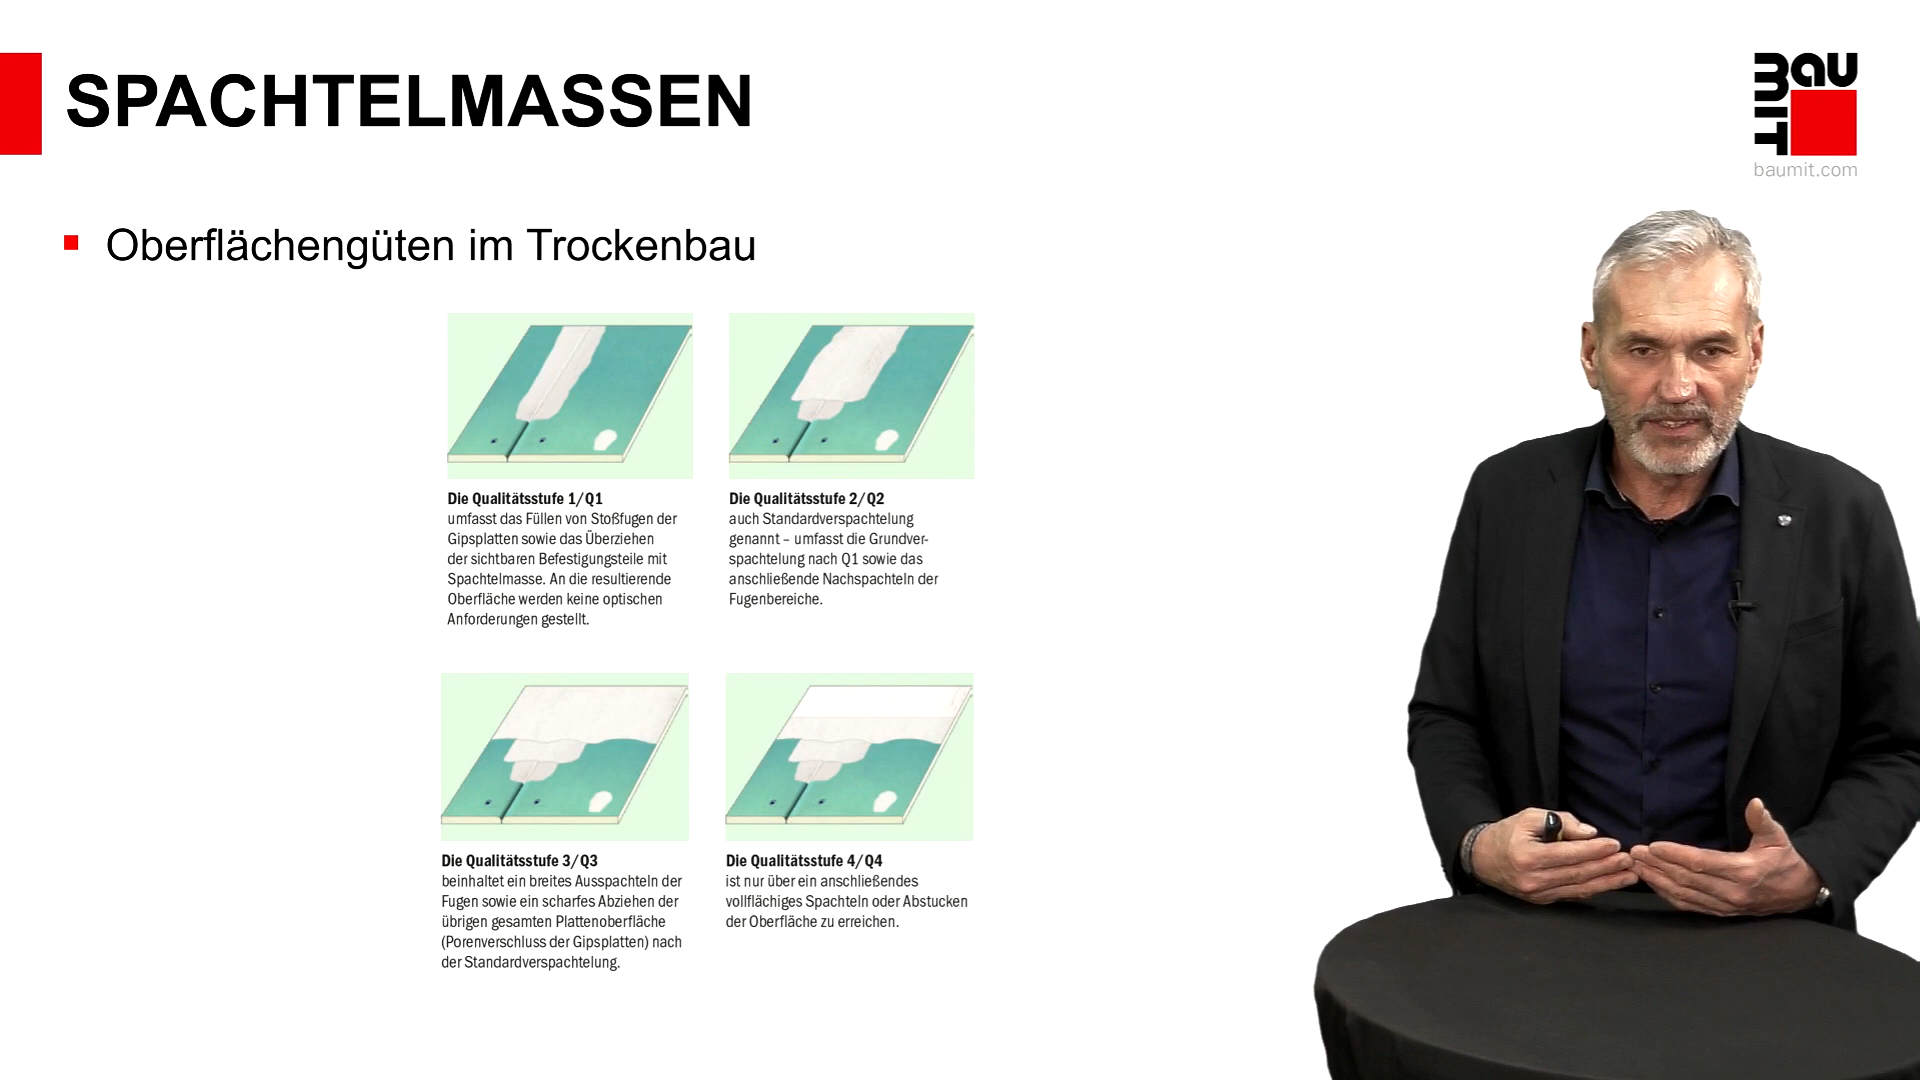 SPACHTELMASSEN
bauMIT
baumit.com
Oberflächengüten im Trockenbau
Die Qualitätsstufe 1/Q1
umfasst das Füllen von Stoßfugen der
Gipsplatten sowie das Überziehen
der sichtbaren Befestigungsteile mit
Spachtelmasse. An die resultierende
Oberfläche werden keine optischen
Anforderungen gestellt.
Die Qualitätsstufe 2/Q2
auch Standardverspachtelung
genannt – umfasst die Grundver-
spachtelung nach Q1 sowie das
anschließende Nachspachteln der
Fugenbereiche.
Die Qualitätsstufe 3/Q3
beinhaltet ein breites Ausspachteln der
Fugen sowie ein scharfes Abziehen der
übrigen gesamten Plattenoberfläche
(Porenverschluss der Gipsplatten) nach
der Standardverspachtelung.
Die Qualitätsstufe 4/Q4
ist nur über ein anschließendes
vollflächiges Spachteln oder Abstucken
der Oberfläche zu erreichen.